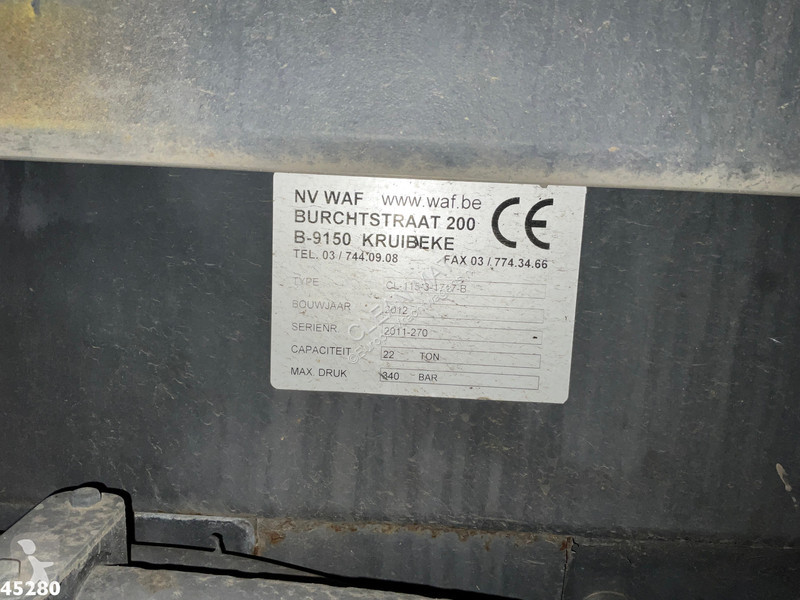 NV WAF www.waf.be
BURCHTSTRAAT 200
B-9150 KRUIBEKE
TEL. 03 / 744.09.08 FAX 03 / 774.34.66
CE
TYPE
BOUWJAAR 2012
SERIENR. 2011-270
CAPACITEIT 22 TON
MAX. DRUK 340 BAR
45280